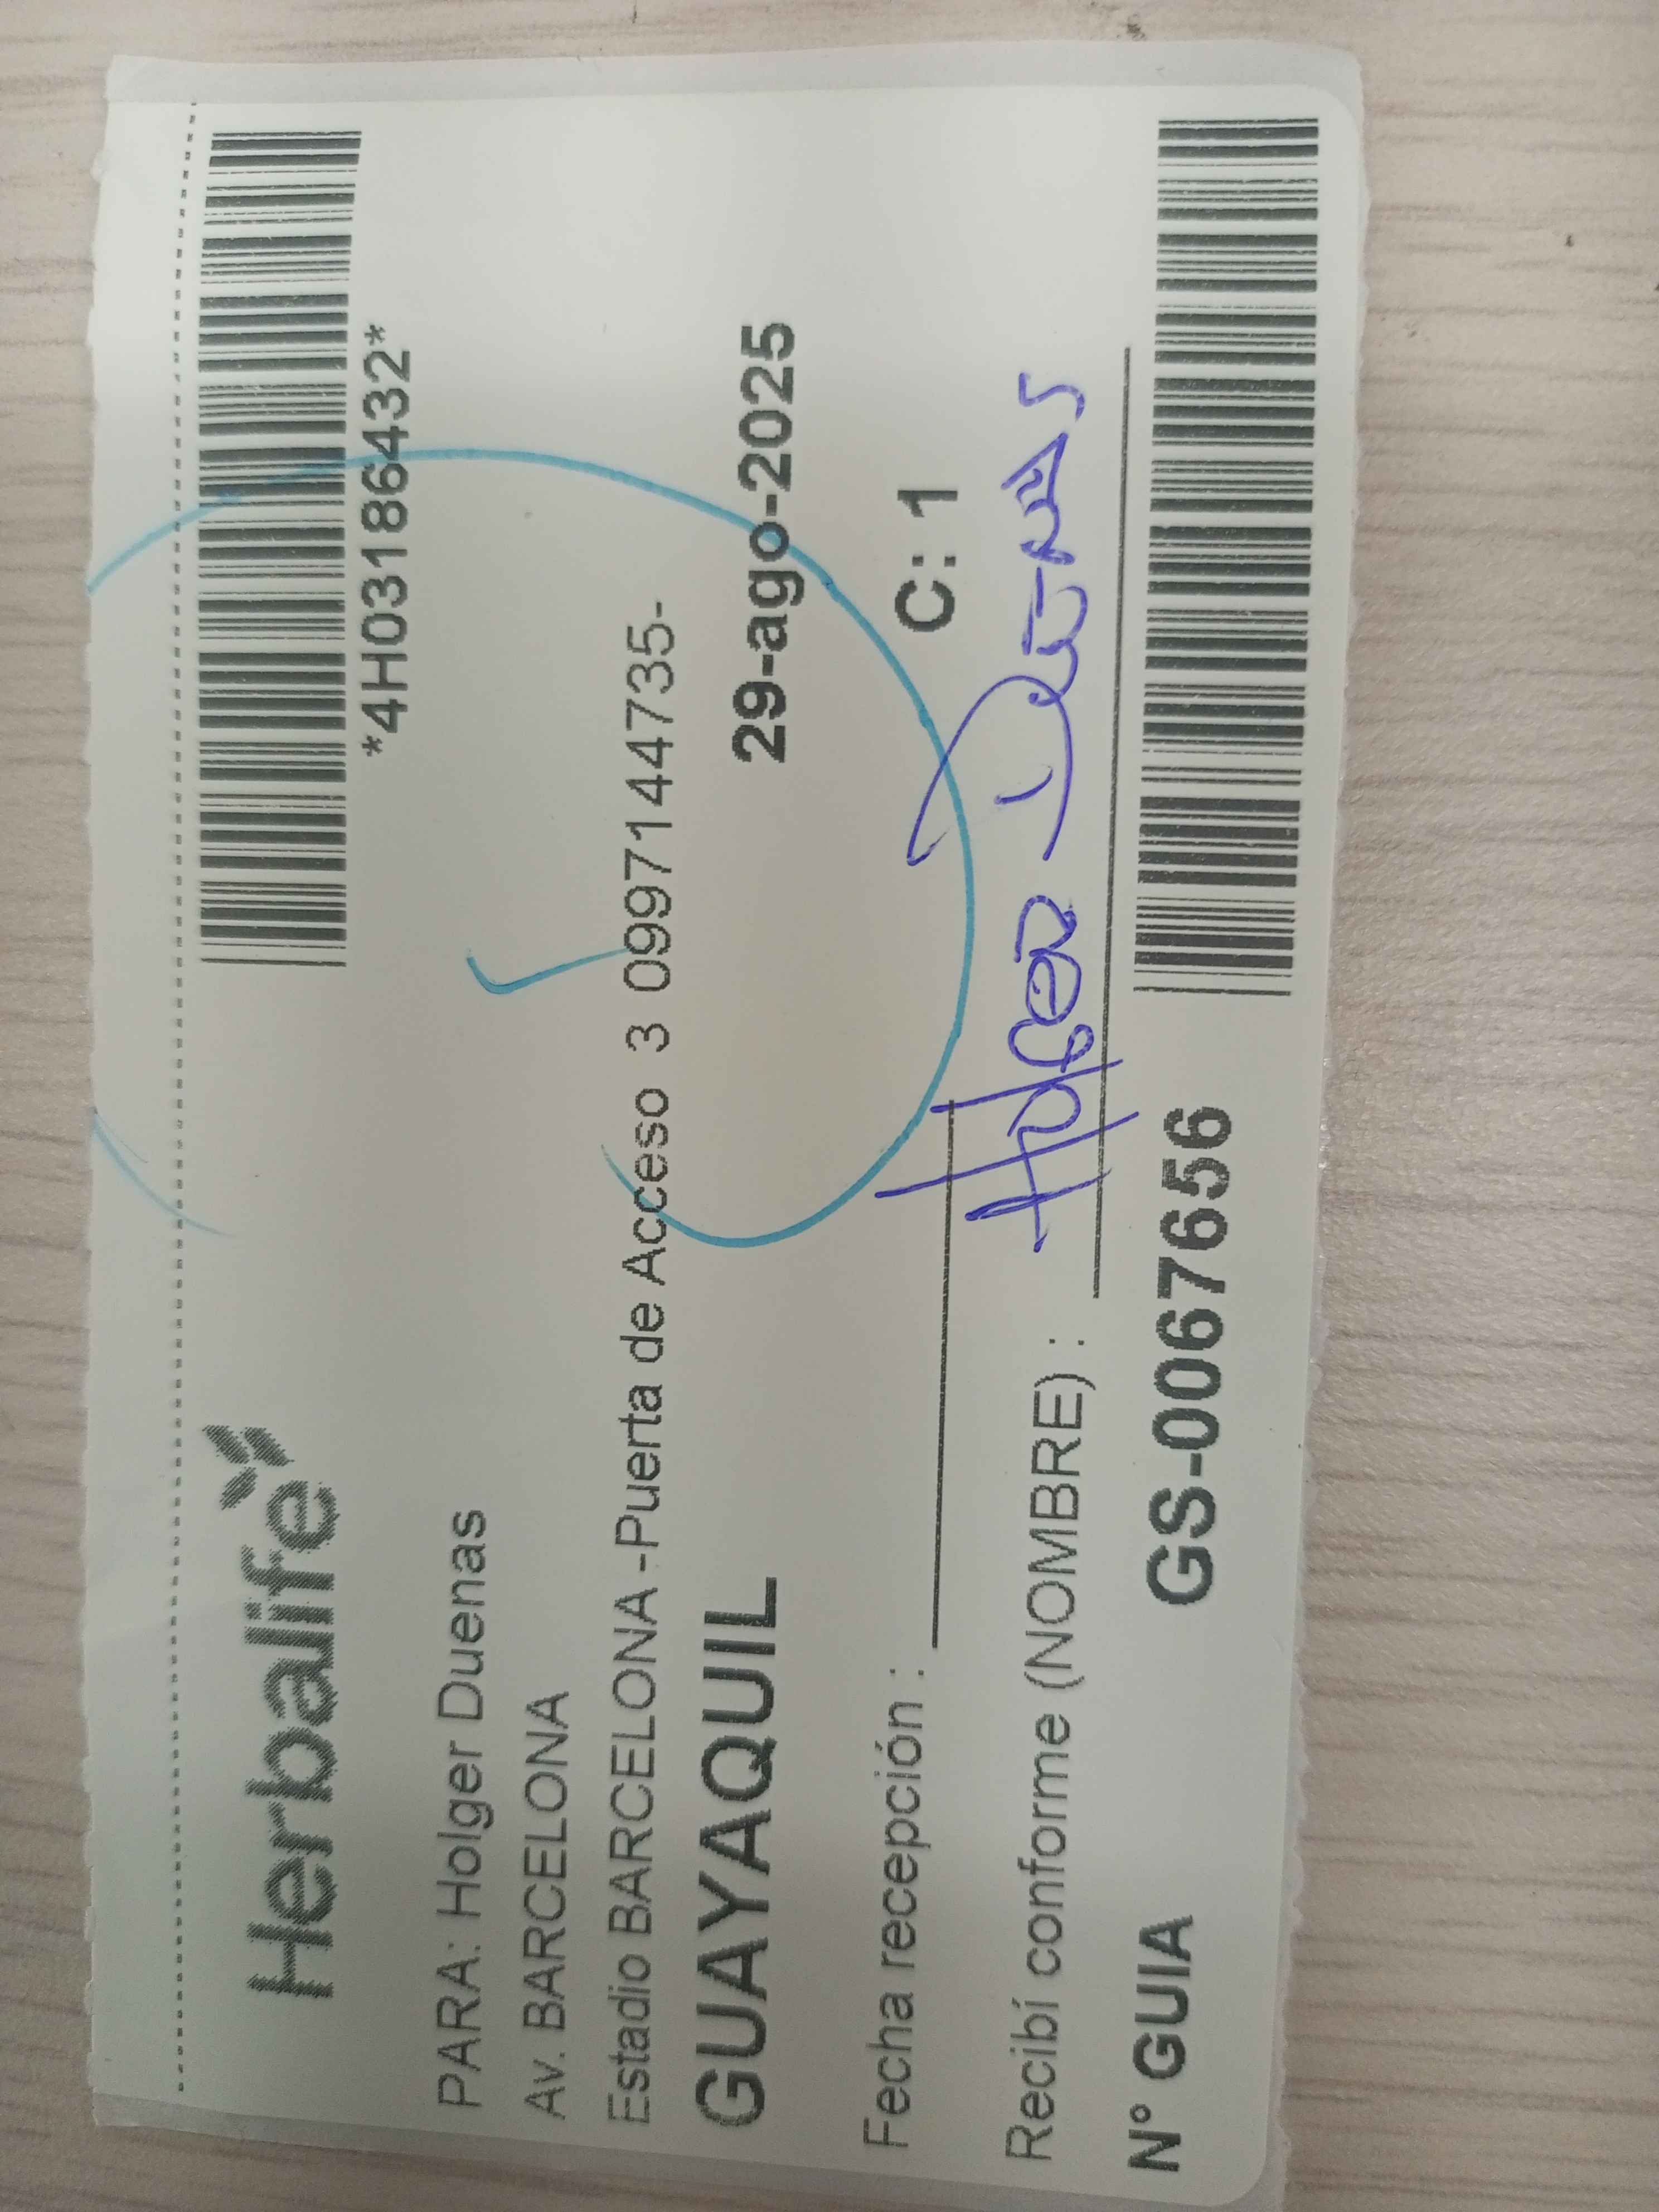 Herbalife
*4H03186432*
PARA: Holger Duenas
Av. BARCELONA
Estadio BARCELONA -Puerta de Acceso 3 0997144735-
GUAYAQUIL 29-ago-2025
Fecha recepción : C: 1
Recibí conforme (NOMBRE) : Holger Dueñas
N° GUIA GS-0067656